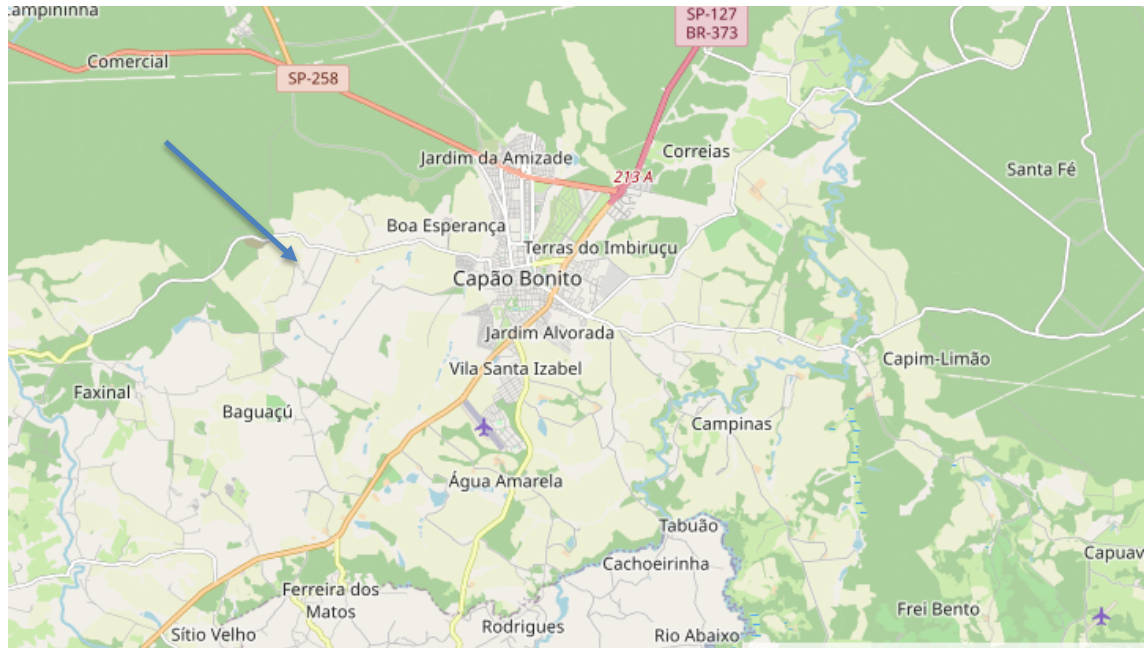 ampininha
SP-127
BR-373
Comercial
SP-258
Jardim da Amizade
Correias
213 A
Santa Fé
Boa Esperança
Terras do Imbiruçu
Capão Bonito
Jardim Alvorada
Capim-Limão
Vila Santa Izabel
Faxinal
Baguaçú
Campinas
Água Amarela
Tabuão
Cachoeirinha
Capuav
Ferreira dos
Matos
Frei Bento
Sítio Velho
Rodrigues
Rio Abaixo